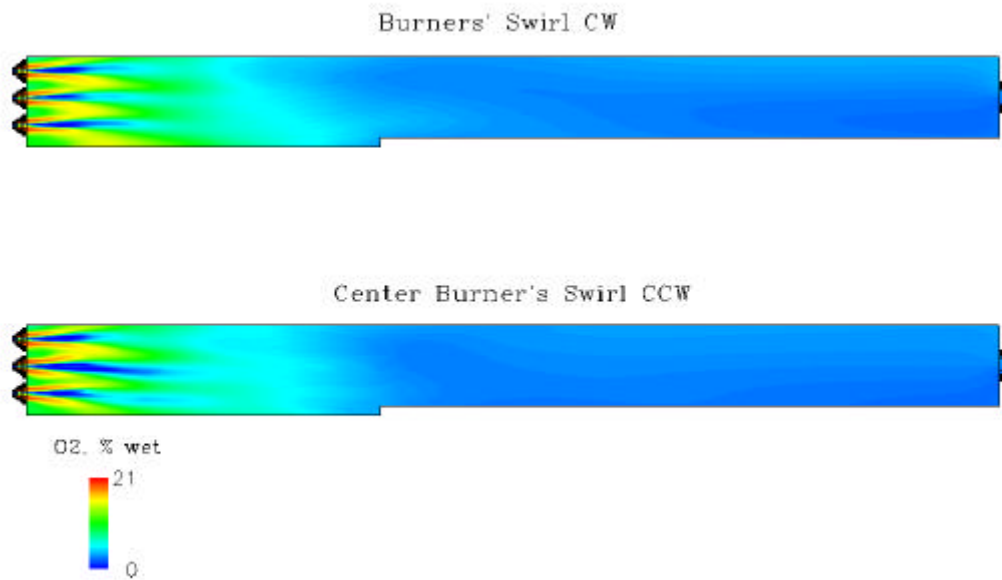 Burners' Swirl CW
Center Burner's Swirl CCW
O2, % wet
21
0